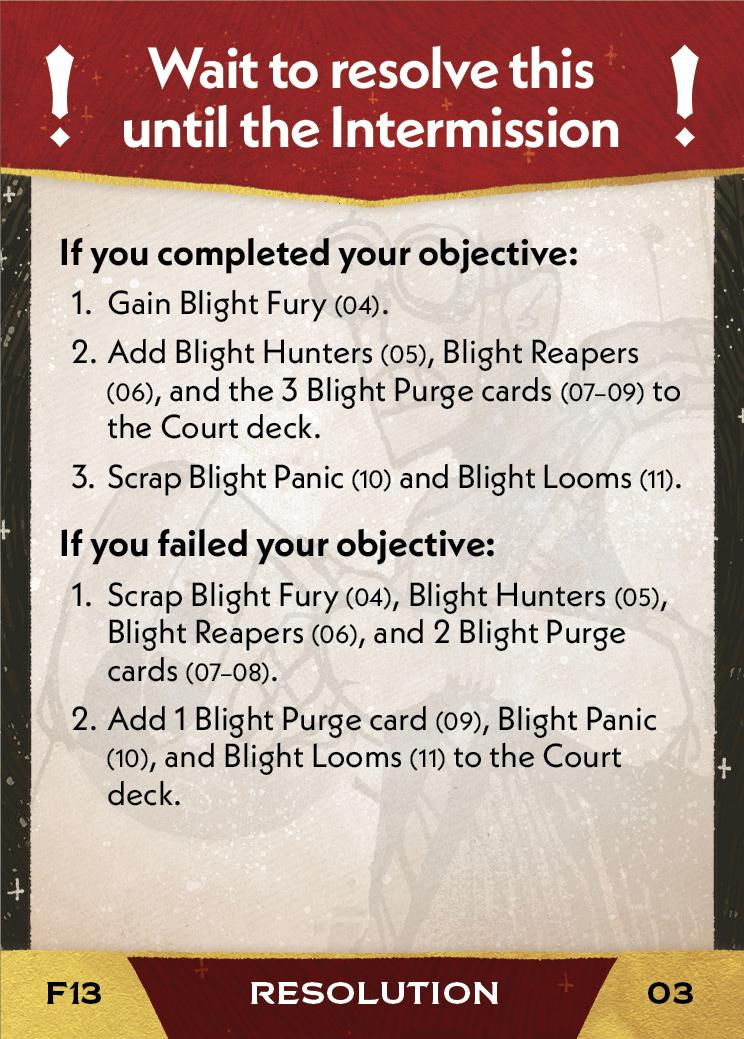 Wait to resolve this
until the Intermission
If you completed your objective:
1. Gain Blight Fury (04).
2. Add Blight Hunters (05), Blight Reapers
(06), and the 3 Blight Purge cards (07–09) to
the Court deck.
3. Scrap Blight Panic (10) and Blight Looms (11).
If you failed your objective:
1. Scrap Blight Fury (04), Blight Hunters (05),
Blight Reapers (06), and 2 Blight Purge
cards (07–08).
2. Add 1 Blight Purge card (09), Blight Panic
(10), and Blight Looms (11) to the Court
deck.
F13 RESOLUTION 03